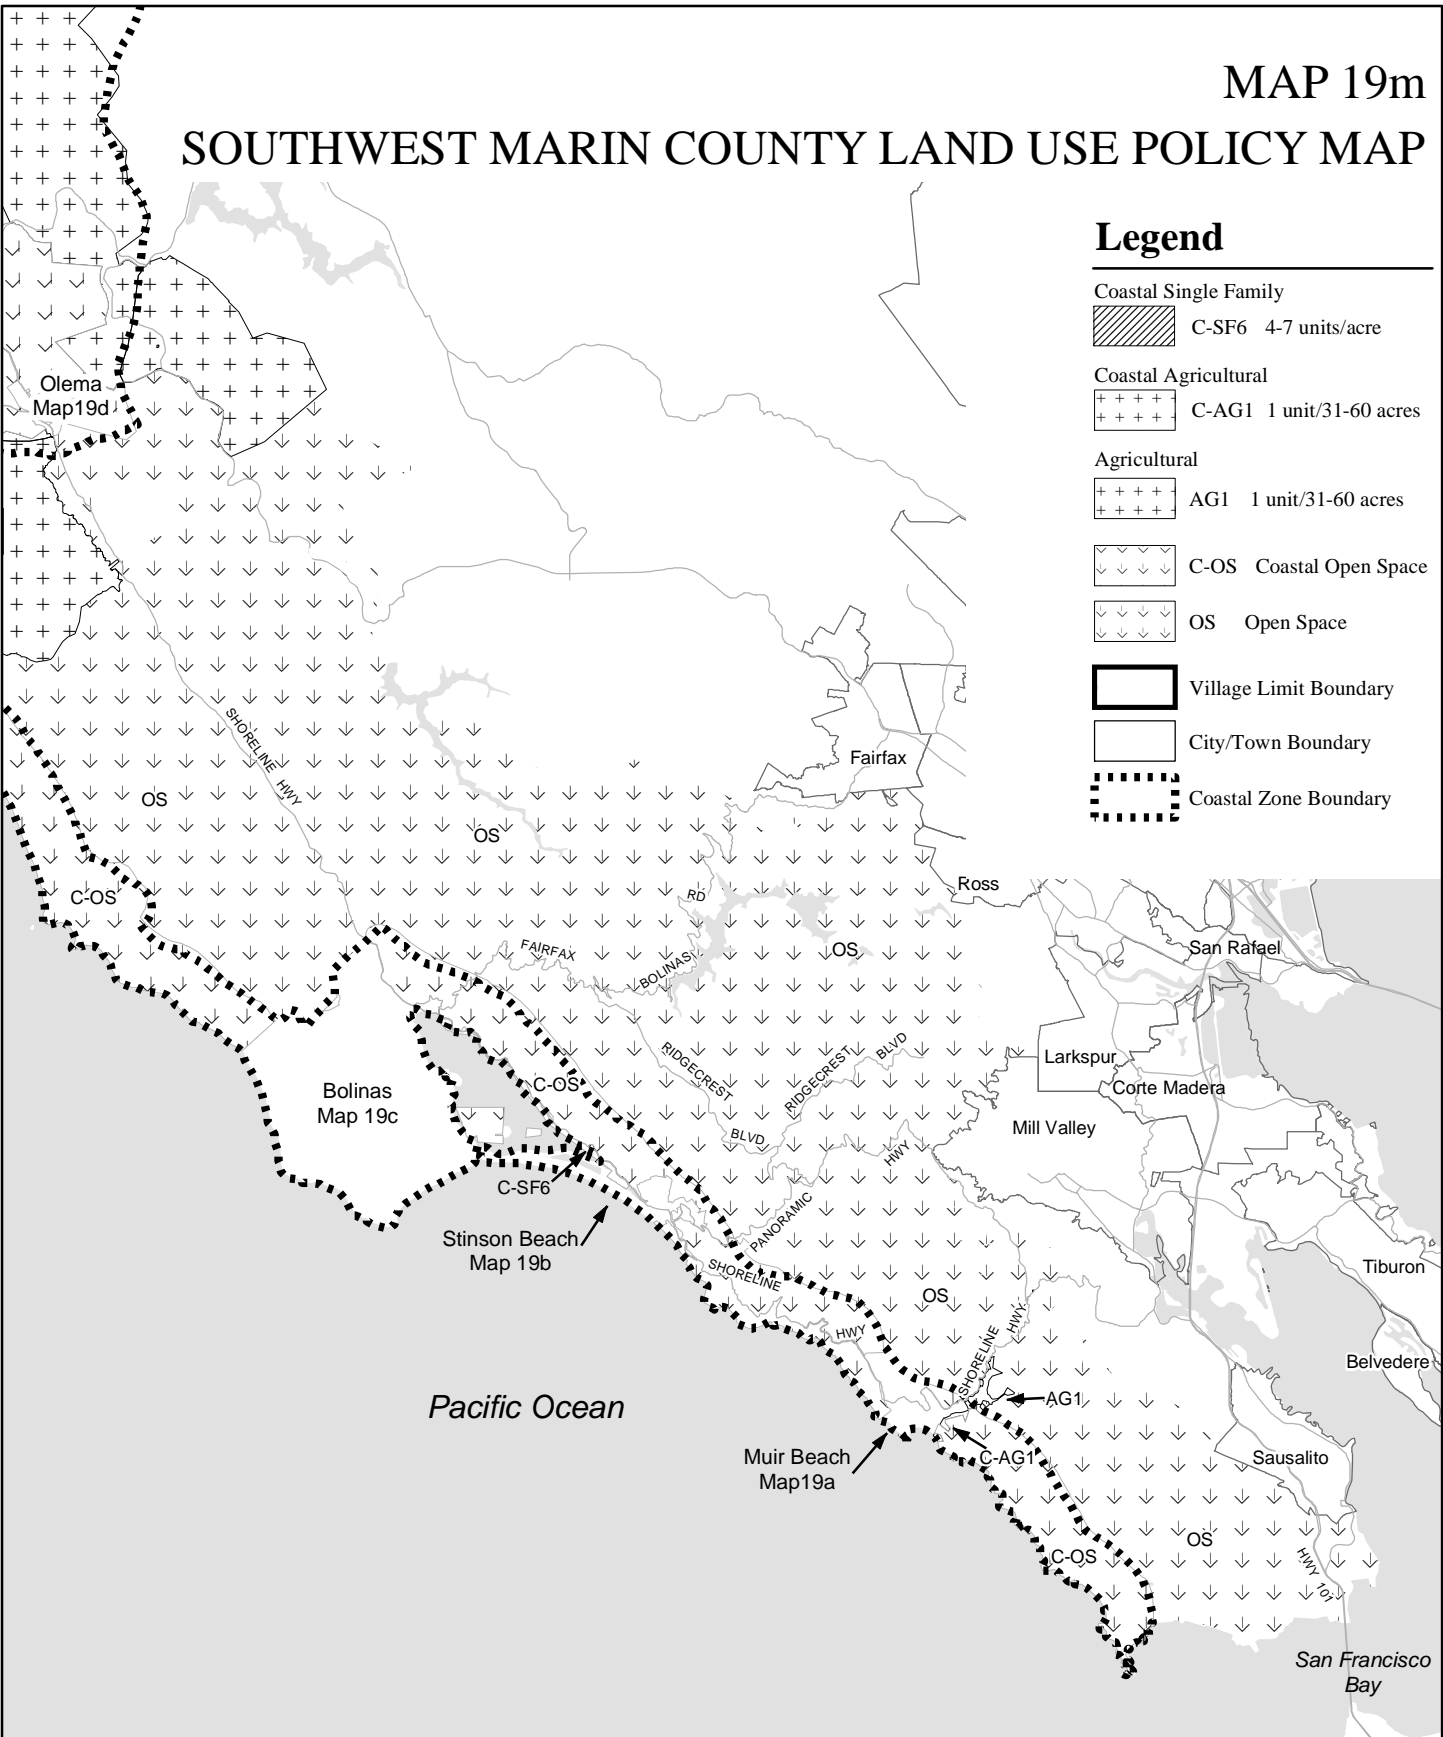 MAP 19m
SOUTHWEST MARIN COUNTY LAND USE POLICY MAP
Legend
Coastal Single Family
C-SF6 4-7 units/acre
Coastal Agricultural
C-AG1 1 unit/31-60 acres
Agricultural
AG1 1 unit/31-60 acres
C-OS Coastal Open Space
OS Open Space
Village Limit Boundary
City/Town Boundary
Coastal Zone Boundary
Olema
Map19d
SHORELINE HWY
Fairfax
OS
OS
C-OS
Ross
RD
FAIRFAX
BOLINAS
OS
San Rafael
Larkspur
Corte Madera
Mill Valley
RIDGECREST
BLVD
RIDGECREST
BLVD
C-OS
Bolinas
Map 19c
C-SF6
HWY
PANORAMIC
Stinson Beach
Map 19b
SHORELINE
HWY
OS
SHORELINE
HWY
Tiburon
Belvedere
AG1
C-AG1
Pacific Ocean
Muir Beach
Map19a
Sausalito
C-OS
OS
HWY 101
San Francisco
Bay